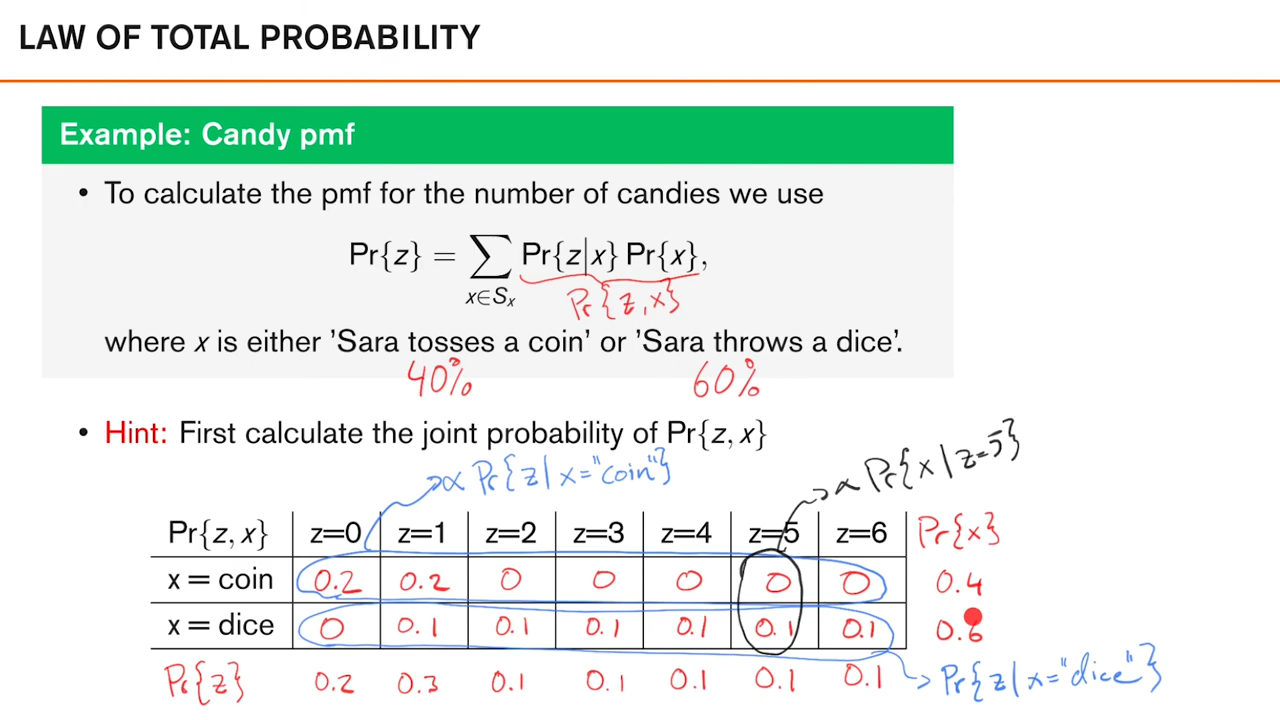 LAW OF TOTAL PROBABILITY
Example: Candy pmf
• To calculate the pmf for the number of candies we use
Pr{z} = ∑ Pr{z|x} Pr{x},
x∈Sₓ
Pr{z,x}
where x is either 'Sara tosses a coin' or 'Sara throws a dice'.
40% 60%
• Hint: First calculate the joint probability of Pr{z, x}
∝ Pr{z|x="coin"}
∝ Pr{x|z=5}
Pr{z, x} z=0 z=1 z=2 z=3 z=4 z=5 z=6 Pr{x}
x = coin 0.2 0.2 0 0 0 0 0 0.4
x = dice 0 0.1 0.1 0.1 0.1 0.1 0.1 0.6
Pr{z} 0.2 0.3 0.1 0.1 0.1 0.1 0.1
Pr{z|x="dice"}